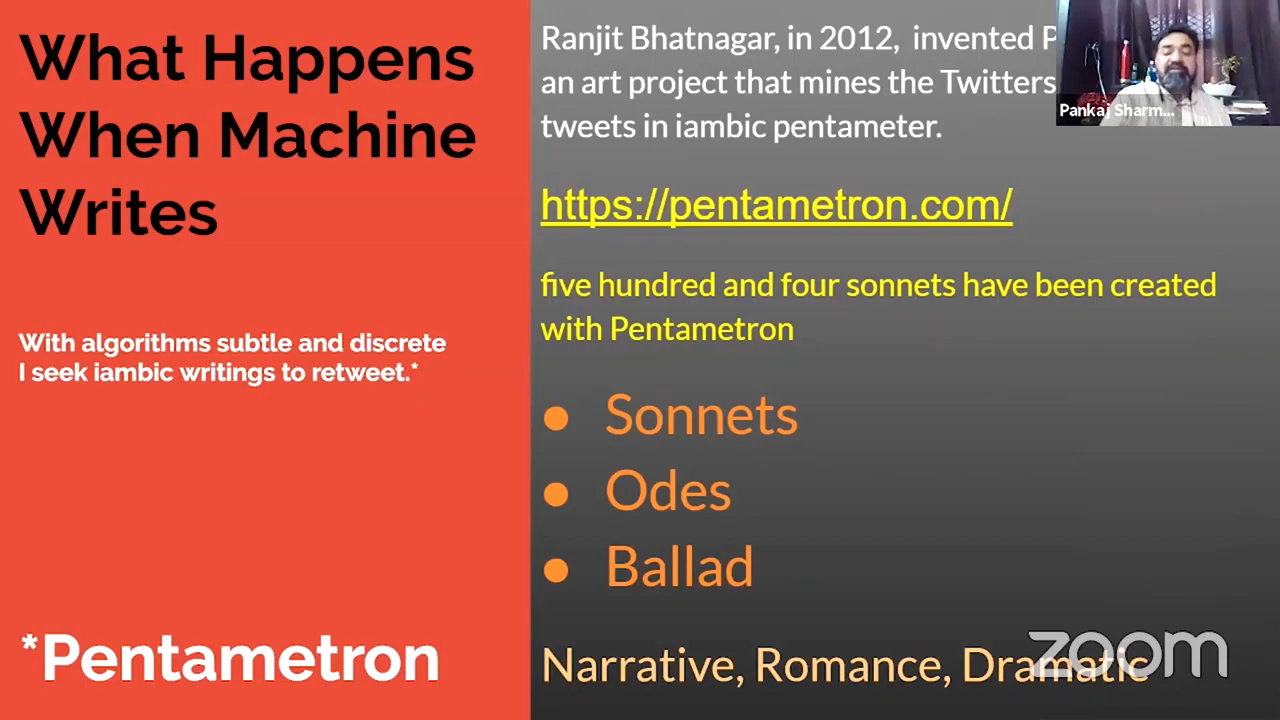 What Happens
When Machine
Writes
With algorithms subtle and discrete
I seek iambic writings to retweet.*
*Pentametron
Ranjit Bhatnagar, in 2012, invented
an art project that mines the Twitters
tweets in iambic pentameter.
https://pentametron.com/
five hundred and four sonnets have been created
with Pentametron
● Sonnets
● Odes
● Ballad
Narrative, Romance, Dramatic
Pankaj Sharm...
zoom